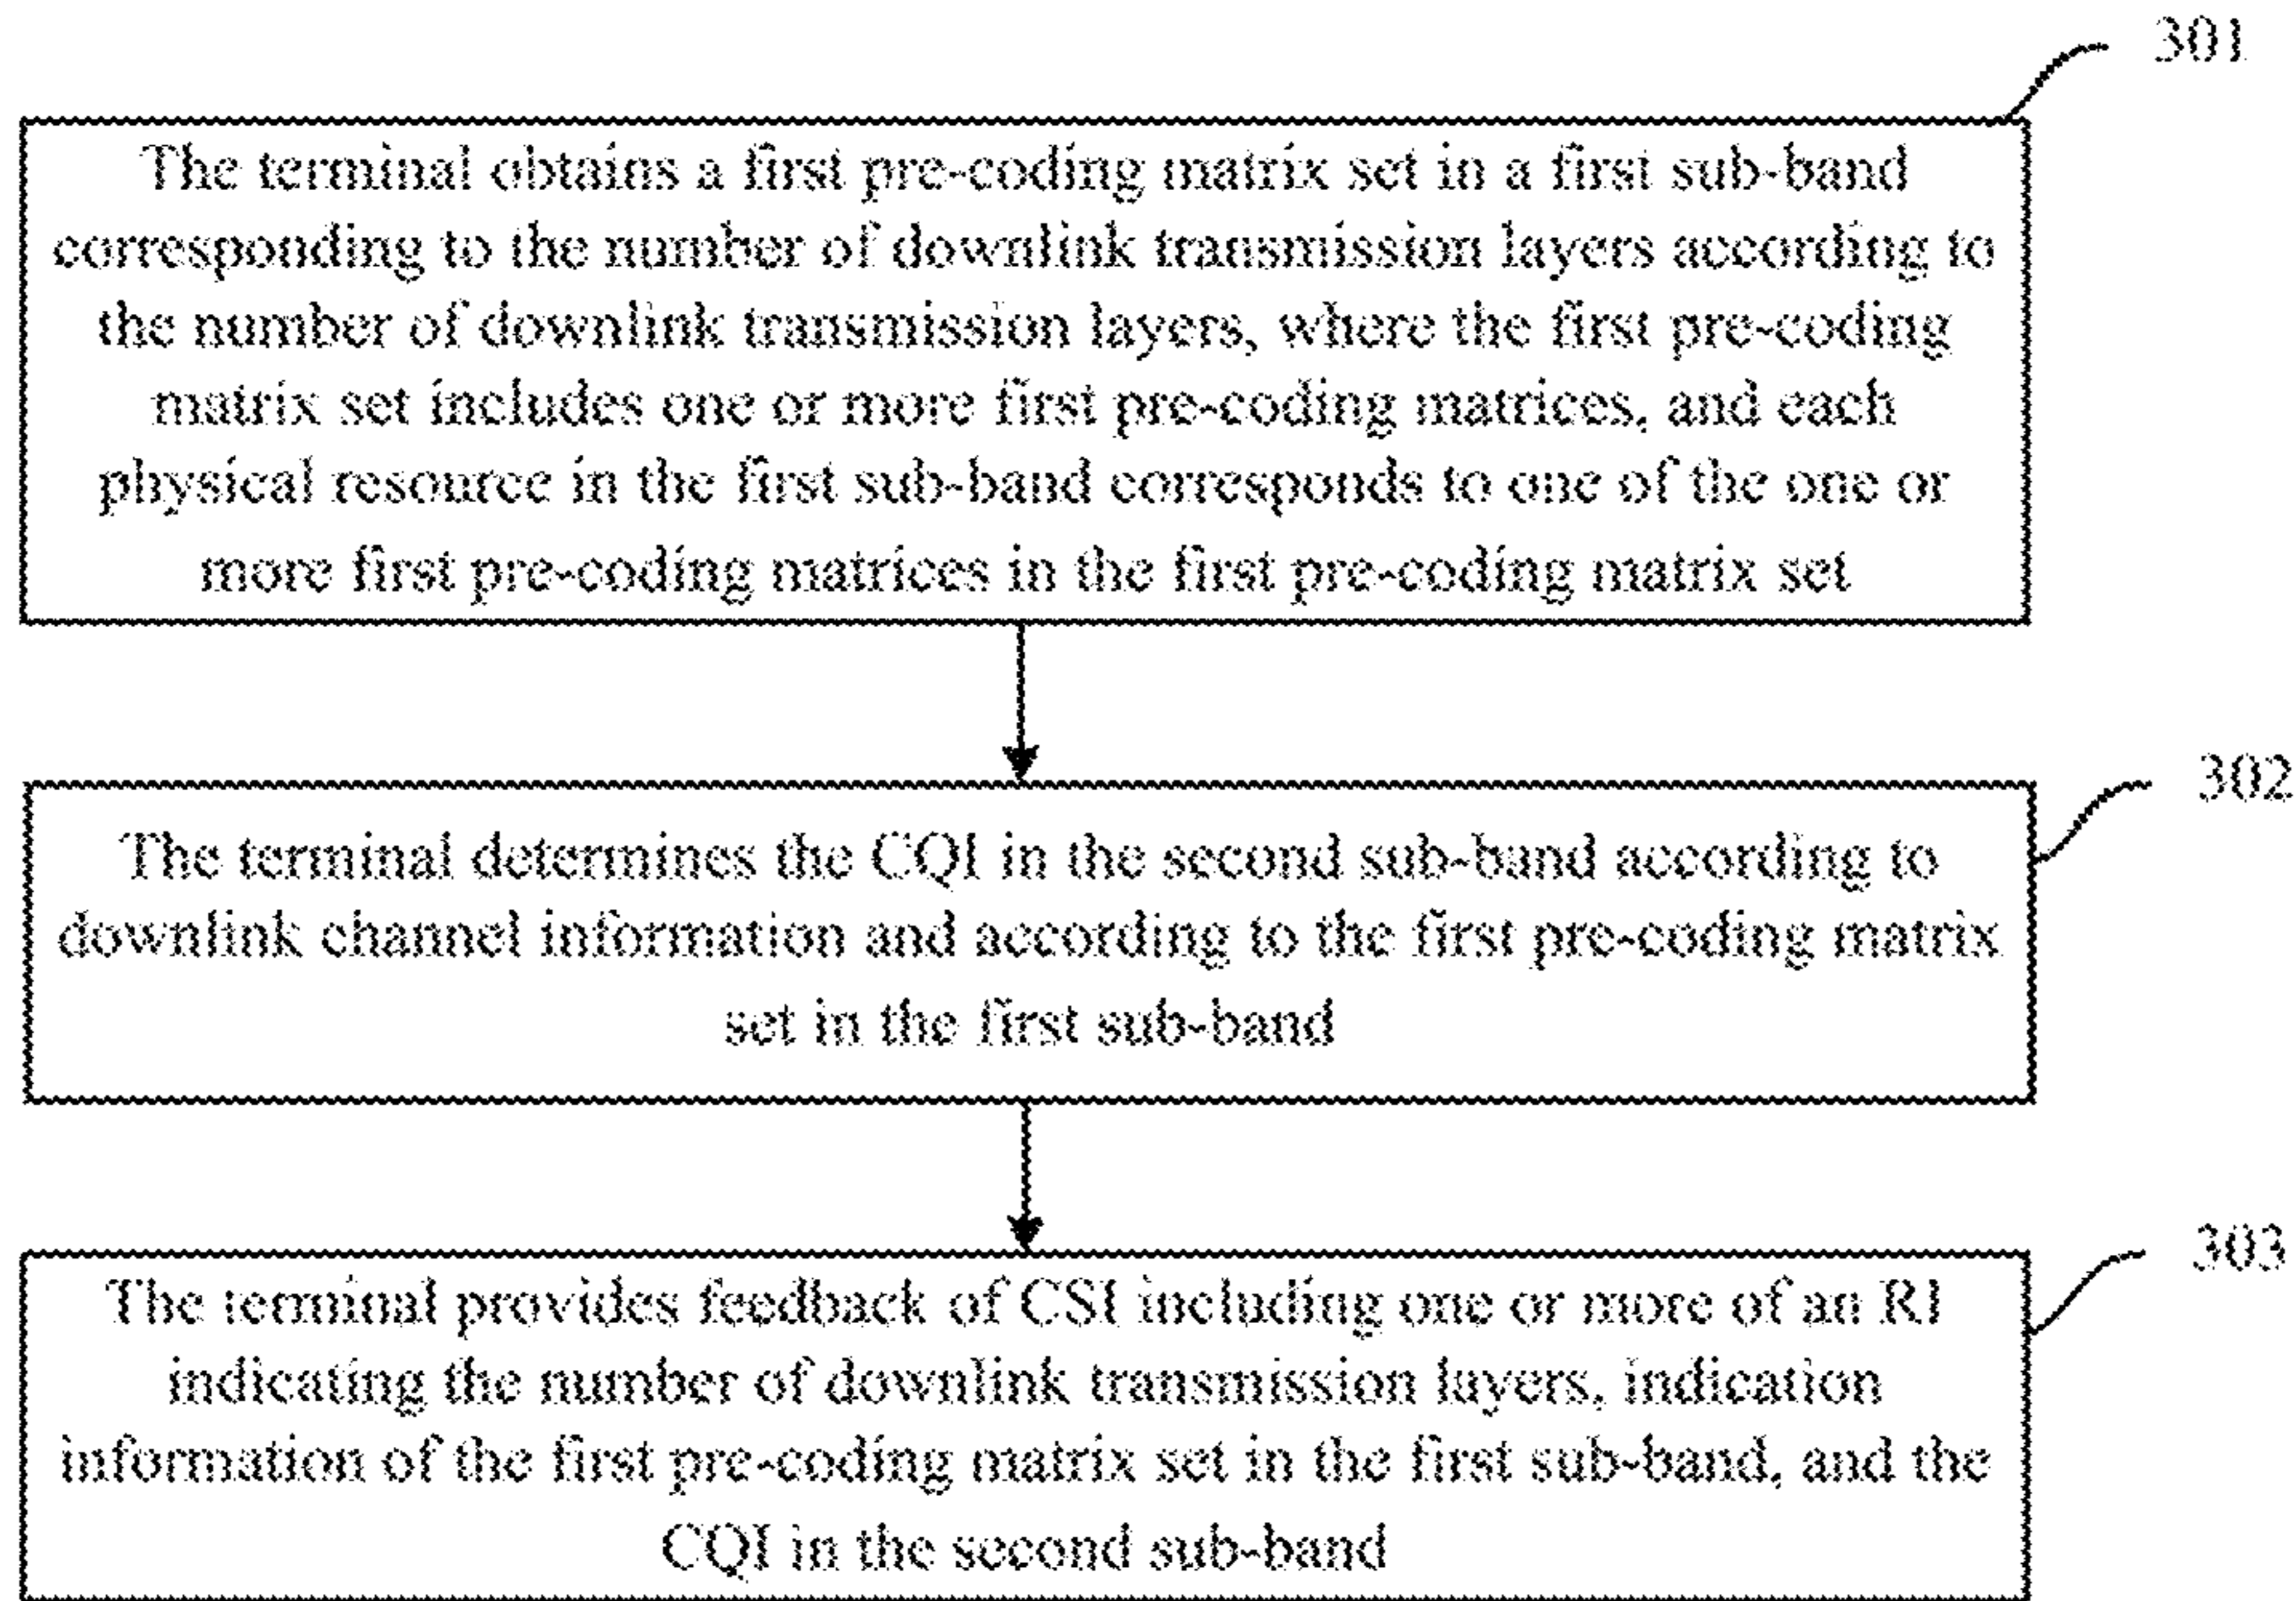 301
The terminal obtains a first pre-coding matrix set in a first sub-band
corresponding to the number of downlink transmission layers according to
the number of downlink transmission layers, where the first pre-coding
matrix set includes one or more first pre-coding matrices, and each
physical resource in the first sub-band corresponds to one of the one or
more first pre-coding matrices in the first pre-coding matrix set
302
The terminal determines the CQI in the second sub-band according to
downlink channel information and according to the first pre-coding matrix
set in the first sub-band
303
The terminal provides feedback of CSI including one or more of an RI
indicating the number of downlink transmission layers, indication
information of the first pre-coding matrix set in the first sub-band, and the
CQI in the second sub-band